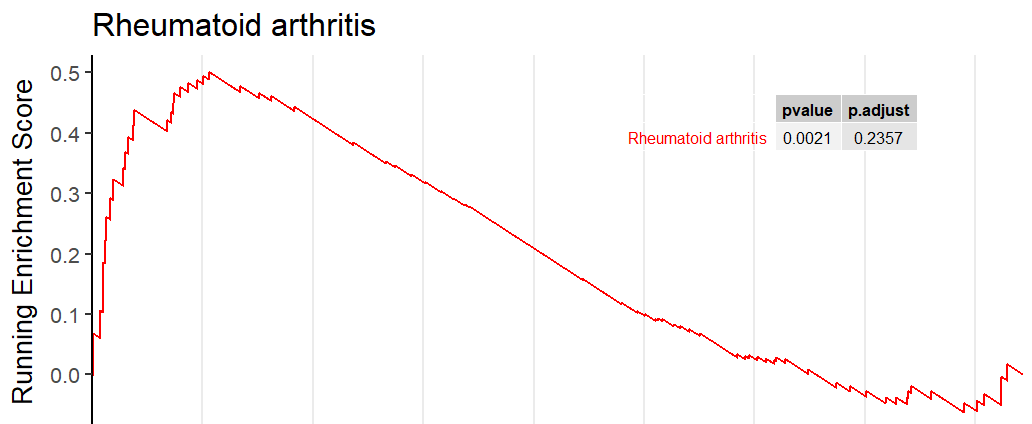 Rheumatoid arthritis
Running Enrichment Score
0.5
0.4
0.3
0.2
0.1
0.0
pvalue p.adjust
Rheumatoid arthritis 0.0021 0.2357